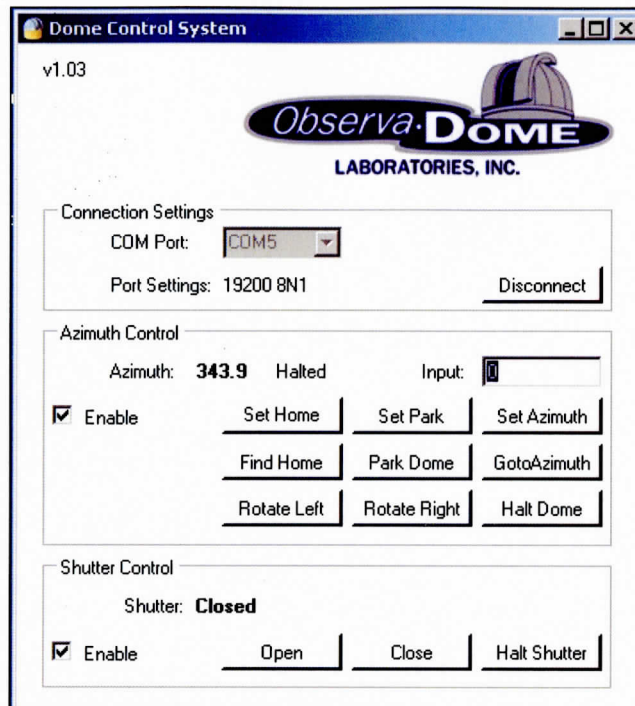 Dome Control System
v1.03
Observa·DOME
LABORATORIES, INC.
Connection Settings
COM Port: COM5
Port Settings: 19200 8N1 Disconnect
Azimuth Control
Azimuth: 343.9 Halted Input: 0
Enable Set Home Set Park Set Azimuth
Find Home Park Dome GotoAzimuth
Rotate Left Rotate Right Halt Dome
Shutter Control
Shutter: Closed
Enable Open Close Halt Shutter